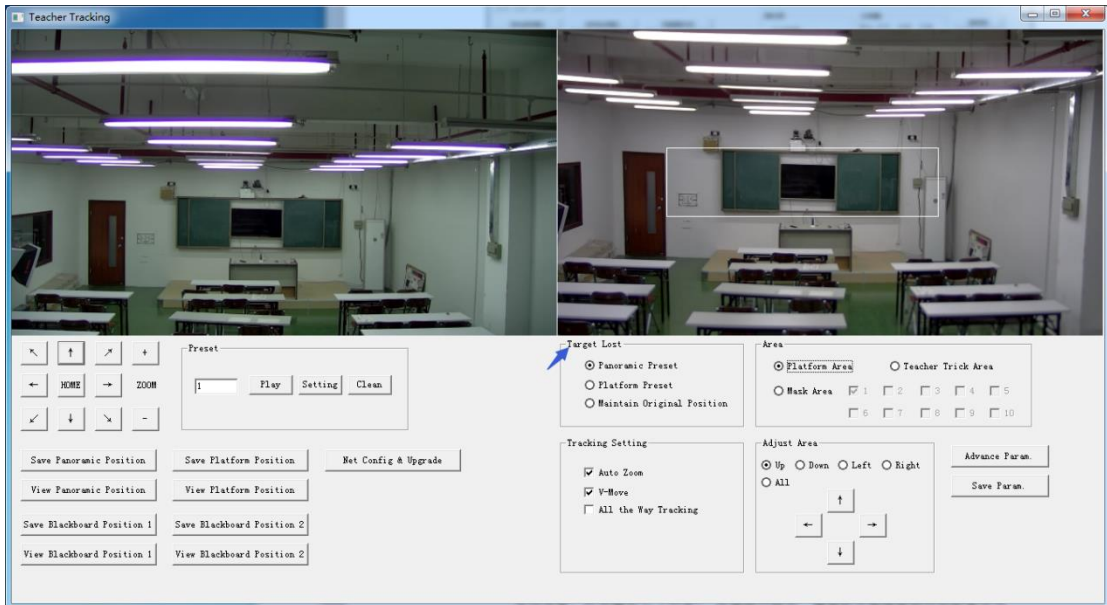 Teacher Tracking
↖ ↑ ↗ +
← HOME → ZOOM
↙ ↓ ↘ -
Preset
1 Play Setting Clean
Save Panoramic Position Save Platform Position Net Config & Upgrade
View Panoramic Position View Platform Position
Save Blackboard Position 1 Save Blackboard Position 2
View Blackboard Position 1 View Blackboard Position 2
Target Lost
Panoramic Preset
Platform Preset
Maintain Original Position
Tracking Setting
Auto Zoom
V-Move
All the Way Tracking
Area
Platform Area Teacher Trick Area
Mask Area 1 2 3 4 5
6 7 8 9 10
Adjust Area
Up Down Left Right
All
↑
← →
↓
Advance Param.
Save Param.